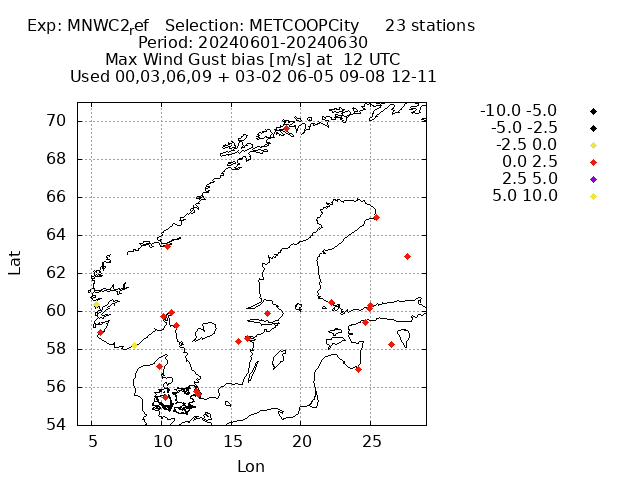 Exp: MNWC2ref   Selection: METCOOPCity     23 stations
Period: 20240601-20240630
Max Wind Gust bias [m/s] at  12 UTC
Used 00,03,06,09 + 03-02 06-05 09-08 12-11
-10.0 -5.0
-5.0 -2.5
-2.5 0.0
0.0 2.5
2.5 5.0
5.0 10.0
70
68
66
64
62
60
58
56
54
Lat
5 10 15 20 25
Lon